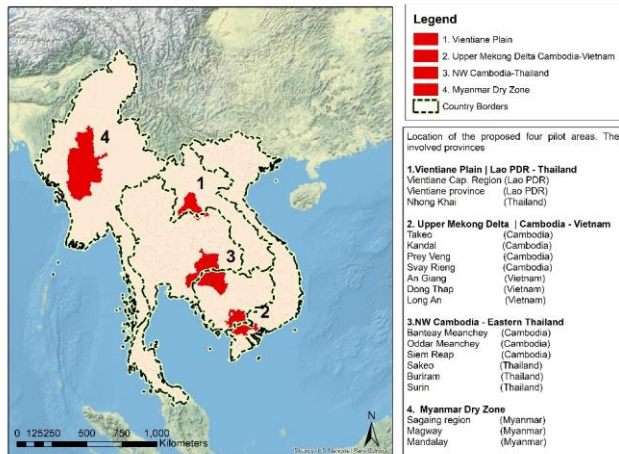 4
1
3
2
0 125250 500 750 1,000
Kilometers
N
Legend
1. Vientiane Plain
2. Upper Mekong Delta Cambodia-Vietnam
3. NW Cambodia-Thailand
4. Myanmar Dry Zone
Country Borders
Location of the proposed four pilot areas. The
involved provinces
1.Vientiane Plain | Lao PDR - Thailand
Vientiane Cap. Region (Lao PDR)
Vientiane province (Lao PDR)
Nhong Khai (Thailand)
2. Upper Mekong Delta | Cambodia - Vietnam
Takeo (Cambodia)
Kandal (Cambodia)
Prey Veng (Cambodia)
Svay Rieng (Cambodia)
An Giang (Vietnam)
Dong Thap (Vietnam)
Long An (Vietnam)
3.NW Cambodia - Eastern Thailand
Banteay Meanchey (Cambodia)
Oddar Meanchey (Cambodia)
Siem Reap (Cambodia)
Sakeo (Thailand)
Buriram (Thailand)
Surin (Thailand)
4. Myanmar Dry Zone
Sagaing region (Myanmar)
Magway (Myanmar)
Mandalay (Myanmar)